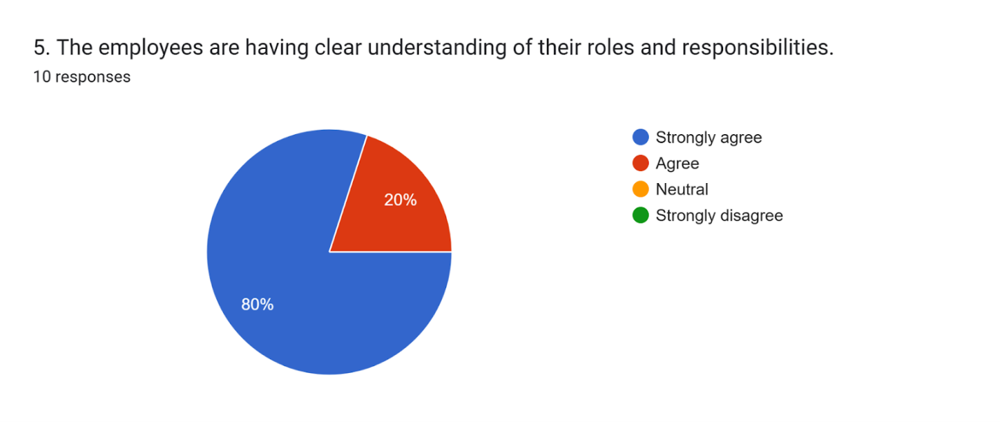 5. The employees are having clear understanding of their roles and responsibilities.
10 responses
Strongly agree
Agree
Neutral
Strongly disagree
20%
80%